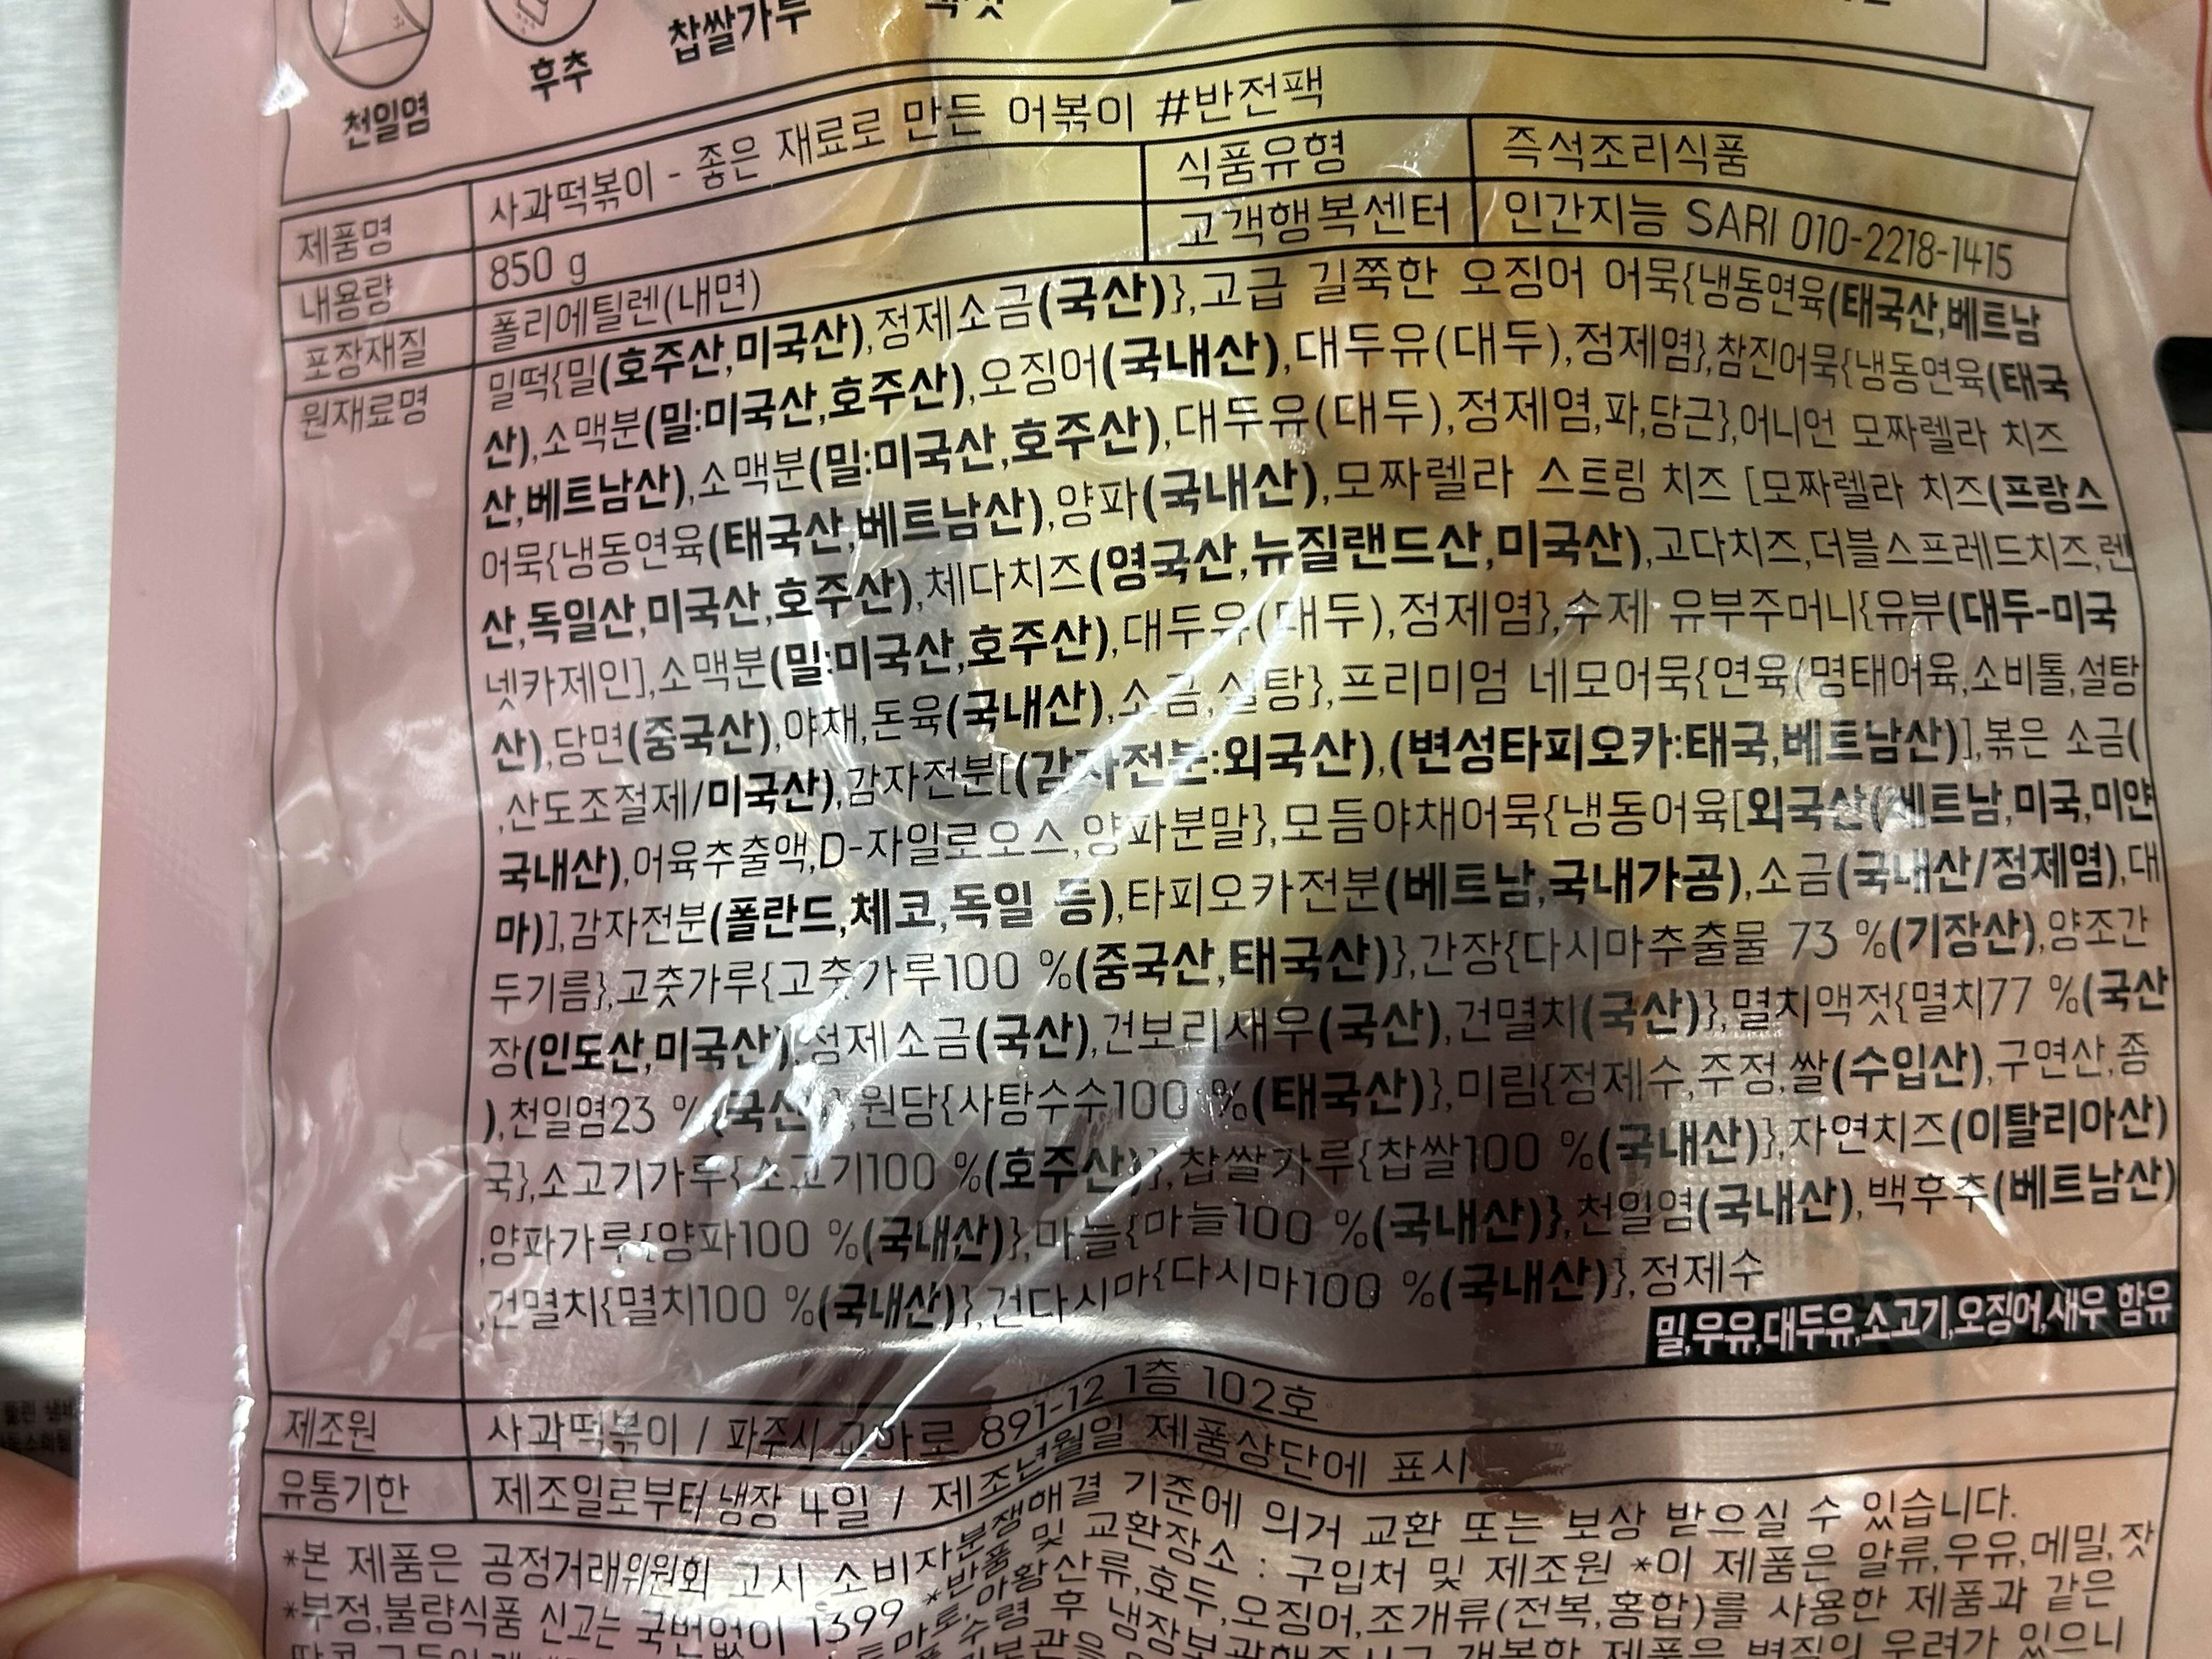 천일염 후추 찹쌀가루
제품명 사과떡볶이 - 좋은 재료로 만든 어볶이 #반전팩
내용량 850 g 식품유형 즉석조리식품
포장재질 폴리에틸렌(내면) 고객행복센터 인간지능 SARI 010-2218-1415
원재료명 밀떡{밀(호주산,미국산),정제소금(국산)},고급 길쭉한 오징어 어묵{냉동연육(태국산,베트남
산),소맥분(밀:미국산,호주산),오징어(국내산),대두유(대두),정제염},참진어묵{냉동연육(태국
산,베트남산),소맥분(밀:미국산,호주산),대두유(대두),정제염,파,당근},어니언 모짜렐라 치즈
어묵{냉동연육(태국산,베트남산),양파(국내산),모짜렐라 스트링 치즈 [모짜렐라 치즈(프랑스
산,독일산,미국산,호주산),체다치즈(영국산,뉴질랜드산,미국산),고다치즈,더블스프레드치즈,렌
넷카제인],소맥분(밀:미국산,호주산),대두유(대두),정제염},수제 유부주머니{유부(대두-미국
산),당면(중국산),야채,돈육(국내산),소금,설탕},프리미엄 네모어묵{연육(명태어육,소비톨,설탕
,산도조절제/미국산),감자전분[(감자전분:외국산),(변성타피오카:태국,베트남산)],볶은 소금(
국내산),어육추출액,D-자일로오스,양파분말},모듬야채어묵{냉동어육[외국산(베트남,미국,미얀
마)],감자전분(폴란드,체코,독일 등),타피오카전분(베트남,국내가공),소금(국내산/정제염),대
두기름},고춧가루{고춧가루100 %(중국산,태국산)},간장{다시마추출물 73 %(기장산),양조간
장(인도산,미국산),정제소금(국산),건보리새우(국산),건멸치(국산)},멸치액젓{멸치77 %(국산
),천일염23 %(국산)},원당{사탕수수100 %(태국산)},미림{정제수,주정,쌀(수입산),구연산,종
국},소고기가루{소고기100 %(호주산)},찹쌀가루{찹쌀100 %(국내산)},자연치즈(이탈리아산)
,양파가루{양파100 %(국내산)},마늘{마늘100 %(국내산)},천일염(국내산),백후추(베트남산)
,건멸치{멸치100 %(국내산)},건다시마{다시마100 %(국내산)},정제수
밀,우유,대두유,소고기,오징어,새우 함유
제조원 사과떡볶이 / 파주시 교하로 891-12 1층 102호
유통기한 제조일로부터 냉장 4일 / 제조년월일 제품상단에 표시
*본 제품은 공정거래위원회 고시 소비자분쟁해결 기준에 의거 교환 또는 보상 받으실 수 있습니다.
*부정,불량식품 신고는 국번없이 1399 *반품 및 교환장소 : 구입처 및 제조원 *이 제품은 알류,우유,메밀,잣
토마토,아황산류,호두,오징어,조개류(전복,홍합)를 사용한 제품과 같은
수령 후 냉장보관해주시고 개봉한 제품은 변질의 우려가 있으니